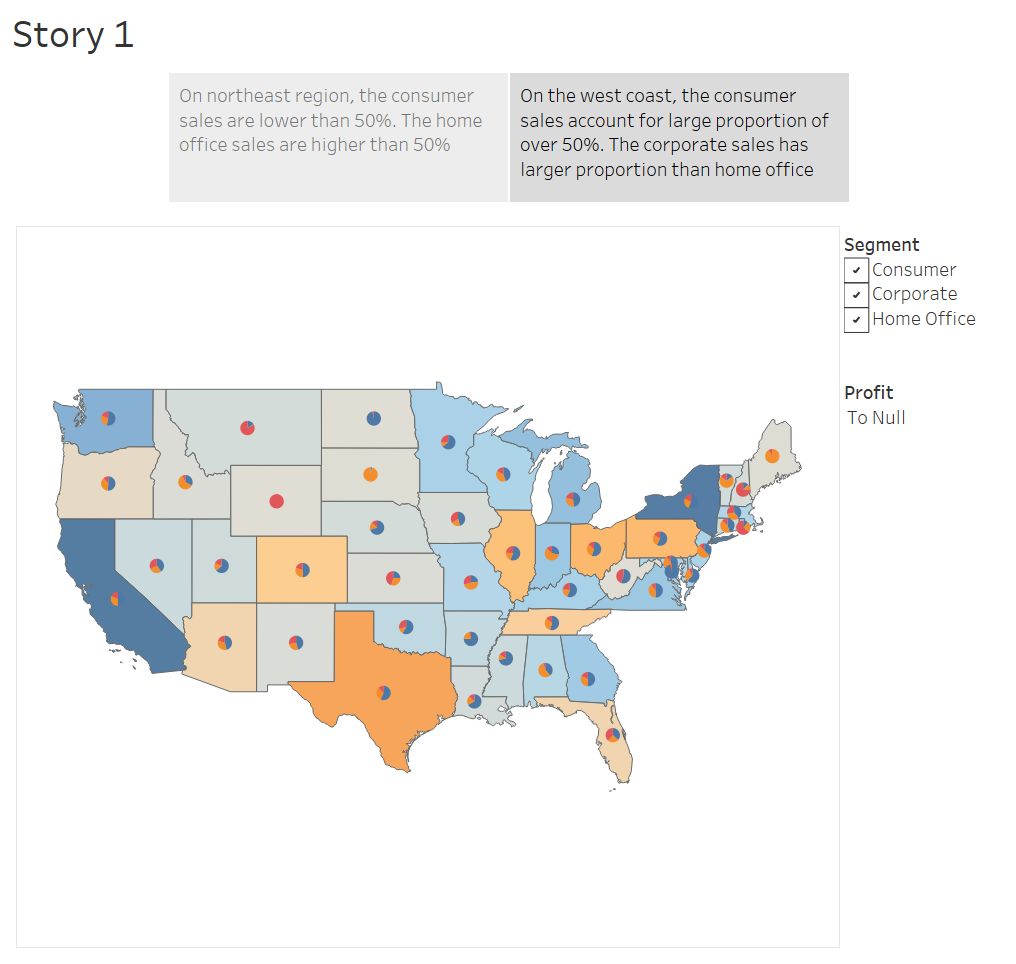 Story 1
On northeast region, the consumer
sales are lower than 50%. The home
office sales are higher than 50%
On the west coast, the consumer
sales account for large proportion of
over 50%. The corporate sales has
larger proportion than home office
Segment
Consumer
Corporate
Home Office
Profit
To Null